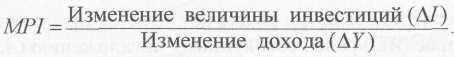 MPI = Изменение величины инвестиций (ΔI)
Изменение дохода (ΔY)
.